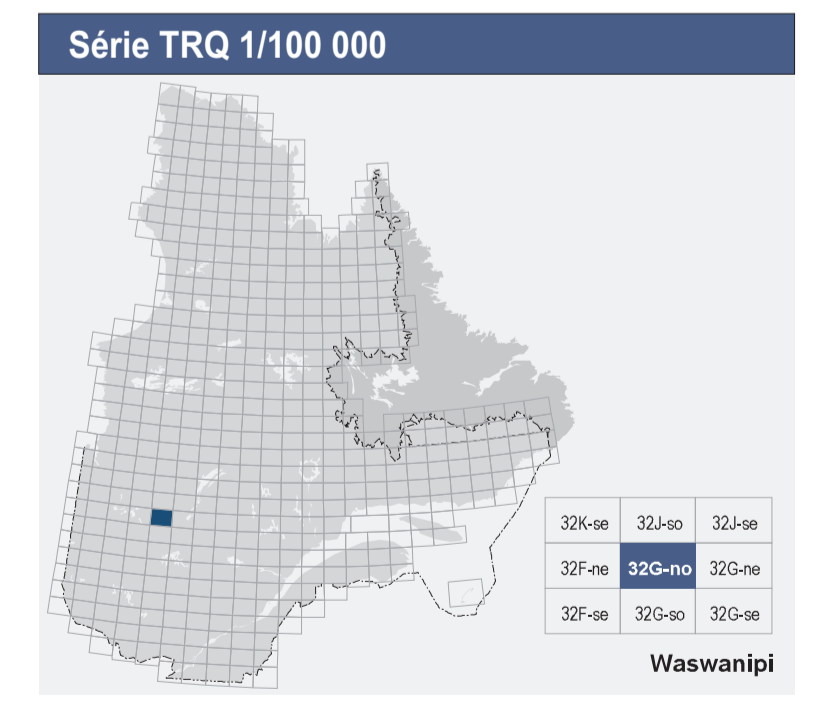 Série TRQ 1/100 000
32K-se 32J-so 32J-se
32F-ne 32G-no 32G-ne
32F-se 32G-so 32G-se
Waswanipi